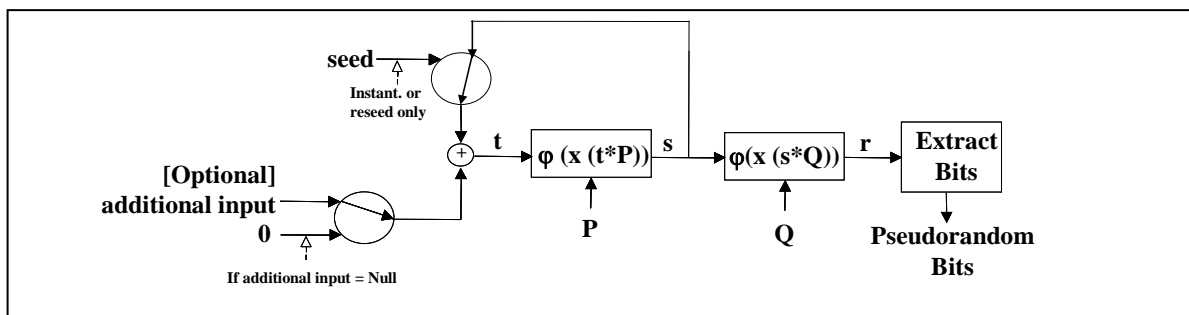 seed
Instant. or
reseed only
[Optional]
additional input
0
If additional input = Null
+
t
φ (x (t*P))
s
P
φ(x (s*Q))
r
Q
Extract
Bits
Pseudorandom
Bits